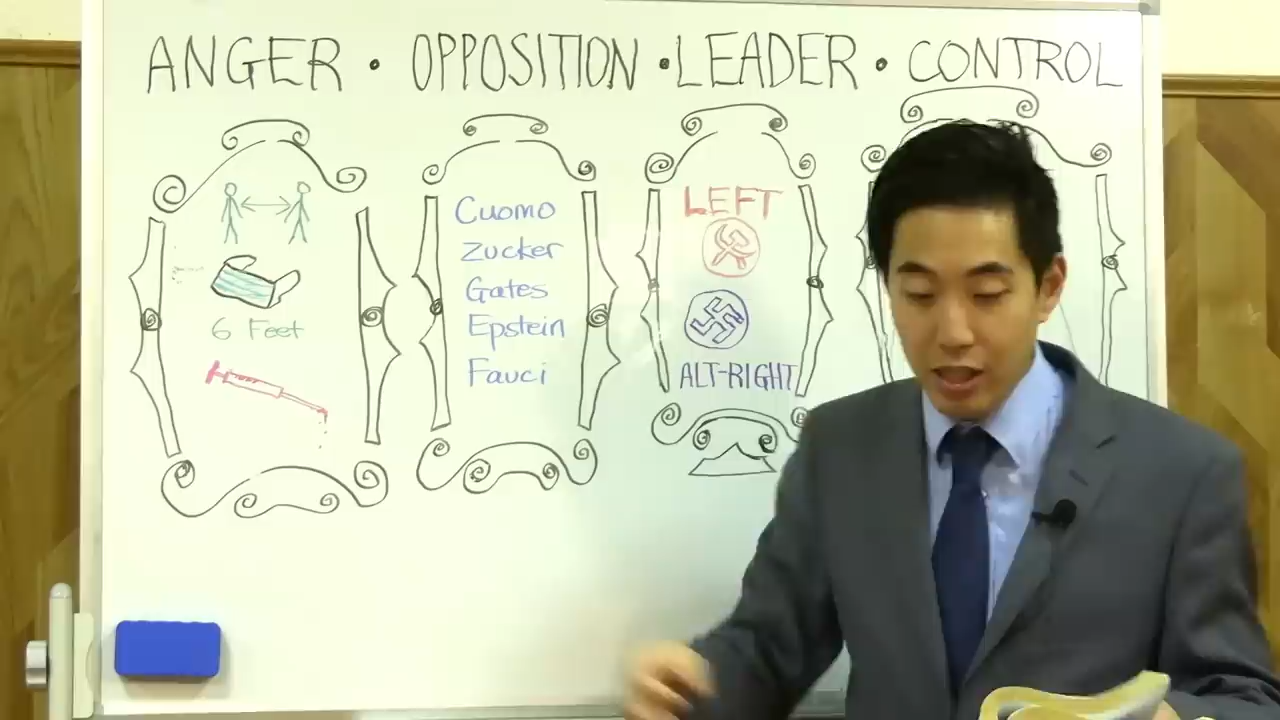 ANGER • OPPOSITION • LEADER • CONTROL
6 Feet
Cuomo
Zucker
Gates
Epstein
Fauci
LEFT
ALT-RIGHT